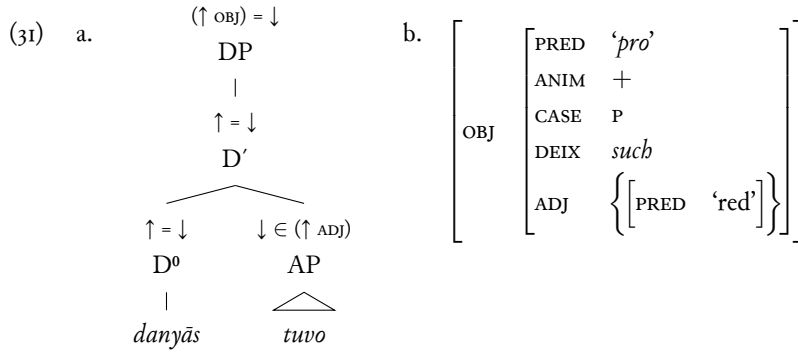 (31) a. (↑ OBJ) = ↓
DP
↑ = ↓
D′
↑ = ↓ ↓ ∈ (↑ ADJ)
D⁰ AP
danyās tuvo
b.
OBJ
PRED ‘pro’
ANIM +
CASE P
DEIX such
ADJ {[PRED ‘red’]}